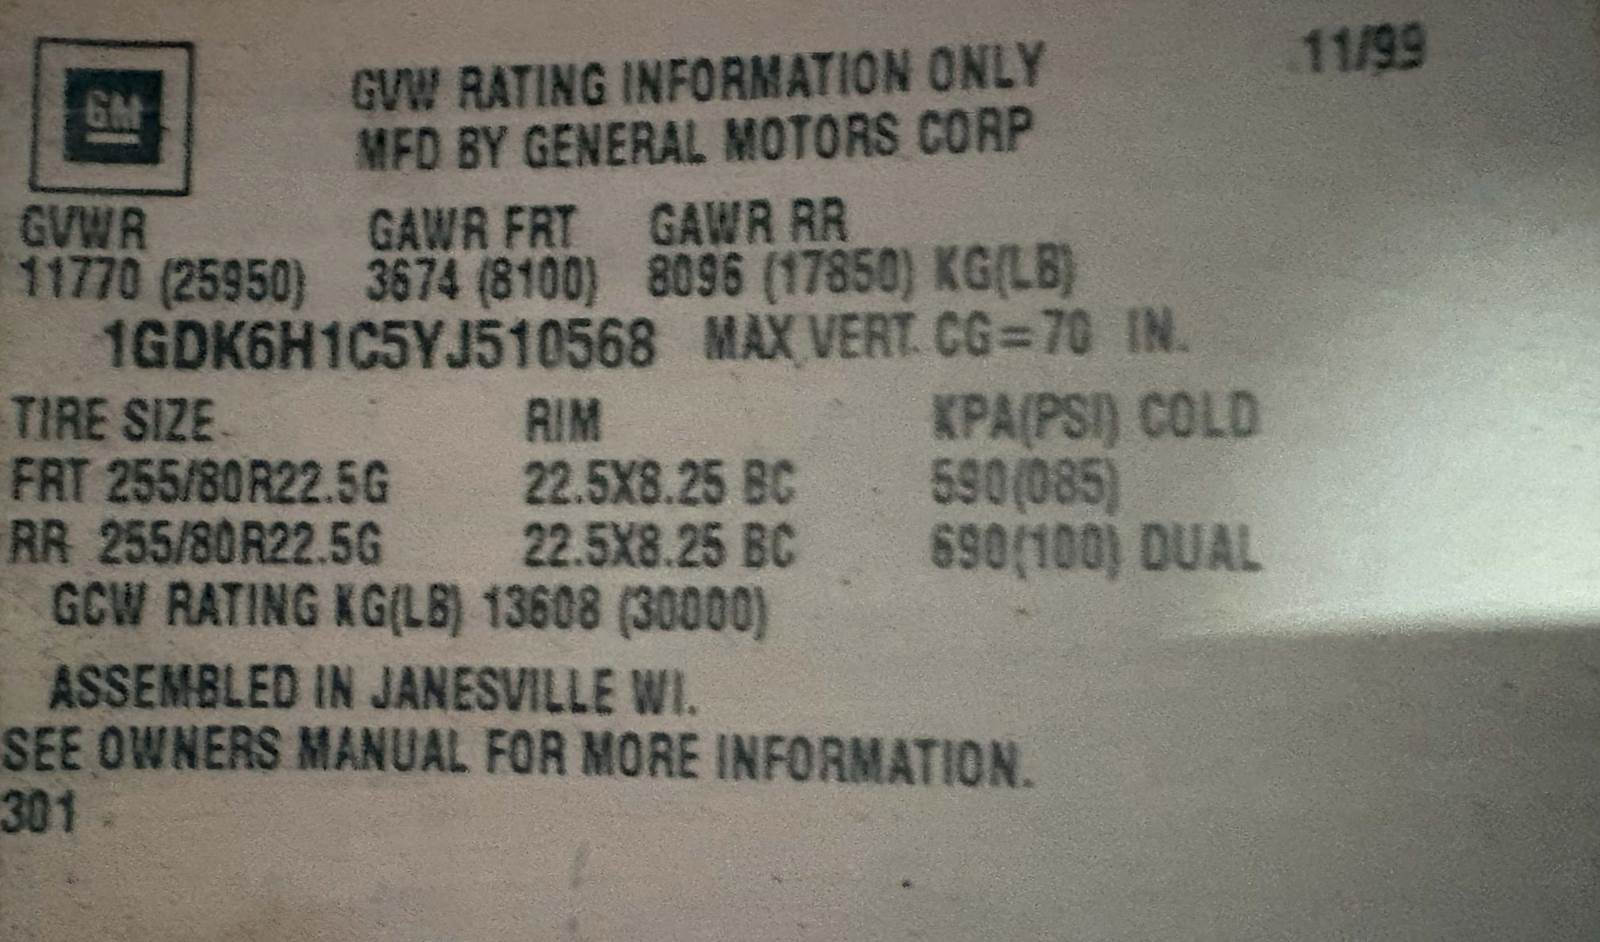 11/99
GM
GVW RATING INFORMATION ONLY
MFD BY GENERAL MOTORS CORP
GVWR GAWR FRT GAWR RR
11770 (25950) 3674 (8100) 8096 (17850) KG(LB)
1GDK6H1C5YJ510568 MAX VERT. CG=70 IN.
TIRE SIZE RIM KPA(PSI) COLD
FRT 255/80R22.5G 22.5X8.25 BC 590(085)
RR 255/80R22.5G 22.5X8.25 BC 690(100) DUAL
GCW RATING KG(LB) 13608 (30000)
ASSEMBLED IN JANESVILLE WI.
SEE OWNERS MANUAL FOR MORE INFORMATION.
301